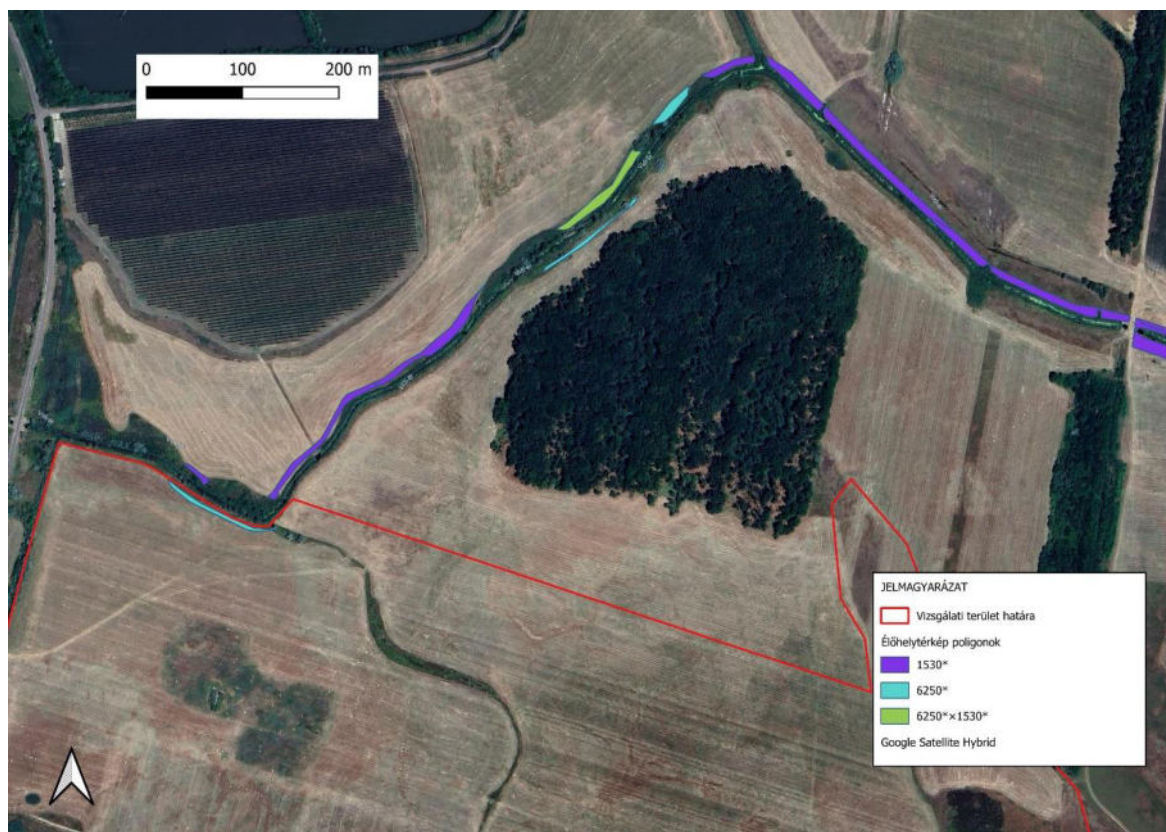 0 100 200 m
JELMAGYARÁZAT
Vizsgálati terület határa
Élőhelytérkép poligonok
1530*
6250*
6250*×1530*
Google Satellite Hybrid